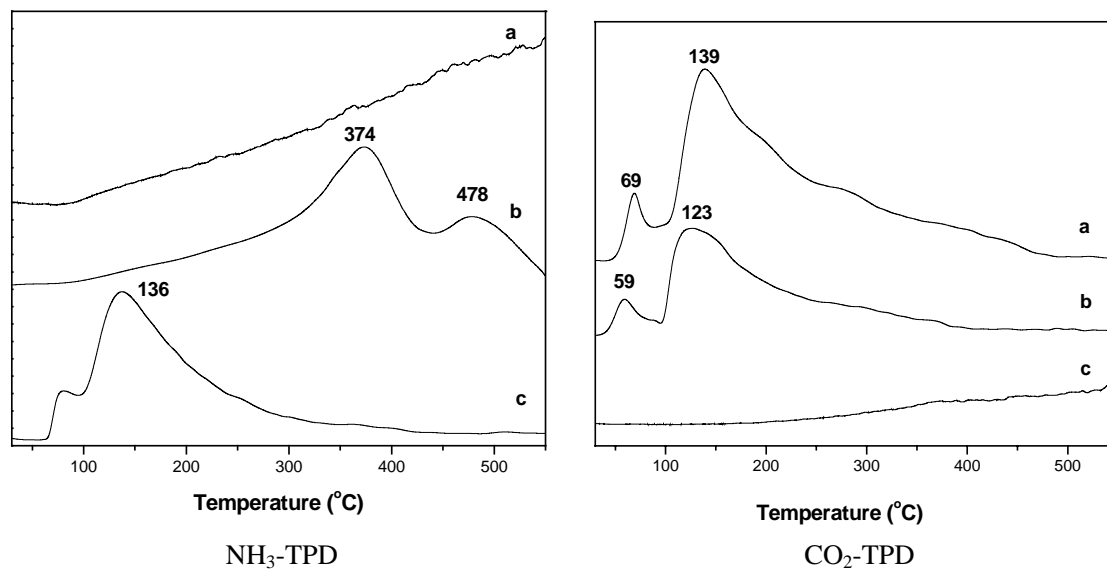 a
374
478
b
136
c
100 200 300 400 500
Temperature (°C)
NH₃-TPD
139
69
a
123
59
b
c
100 200 300 400 500
Temperature (°C)
CO₂-TPD